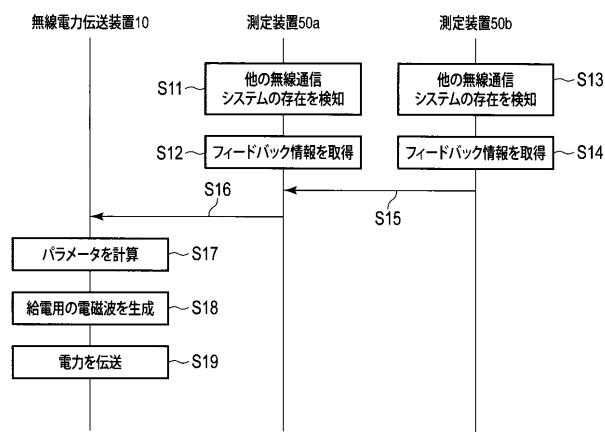 無線電力伝送装置10
測定装置50a
測定装置50b
S11
他の無線通信
システムの存在を検知
他の無線通信
システムの存在を検知
S13
S12
フィードバック情報を取得
フィードバック情報を取得
S14
S16
S15
パラメータを計算
S17
給電用の電磁波を生成
S18
電力を伝送
S19